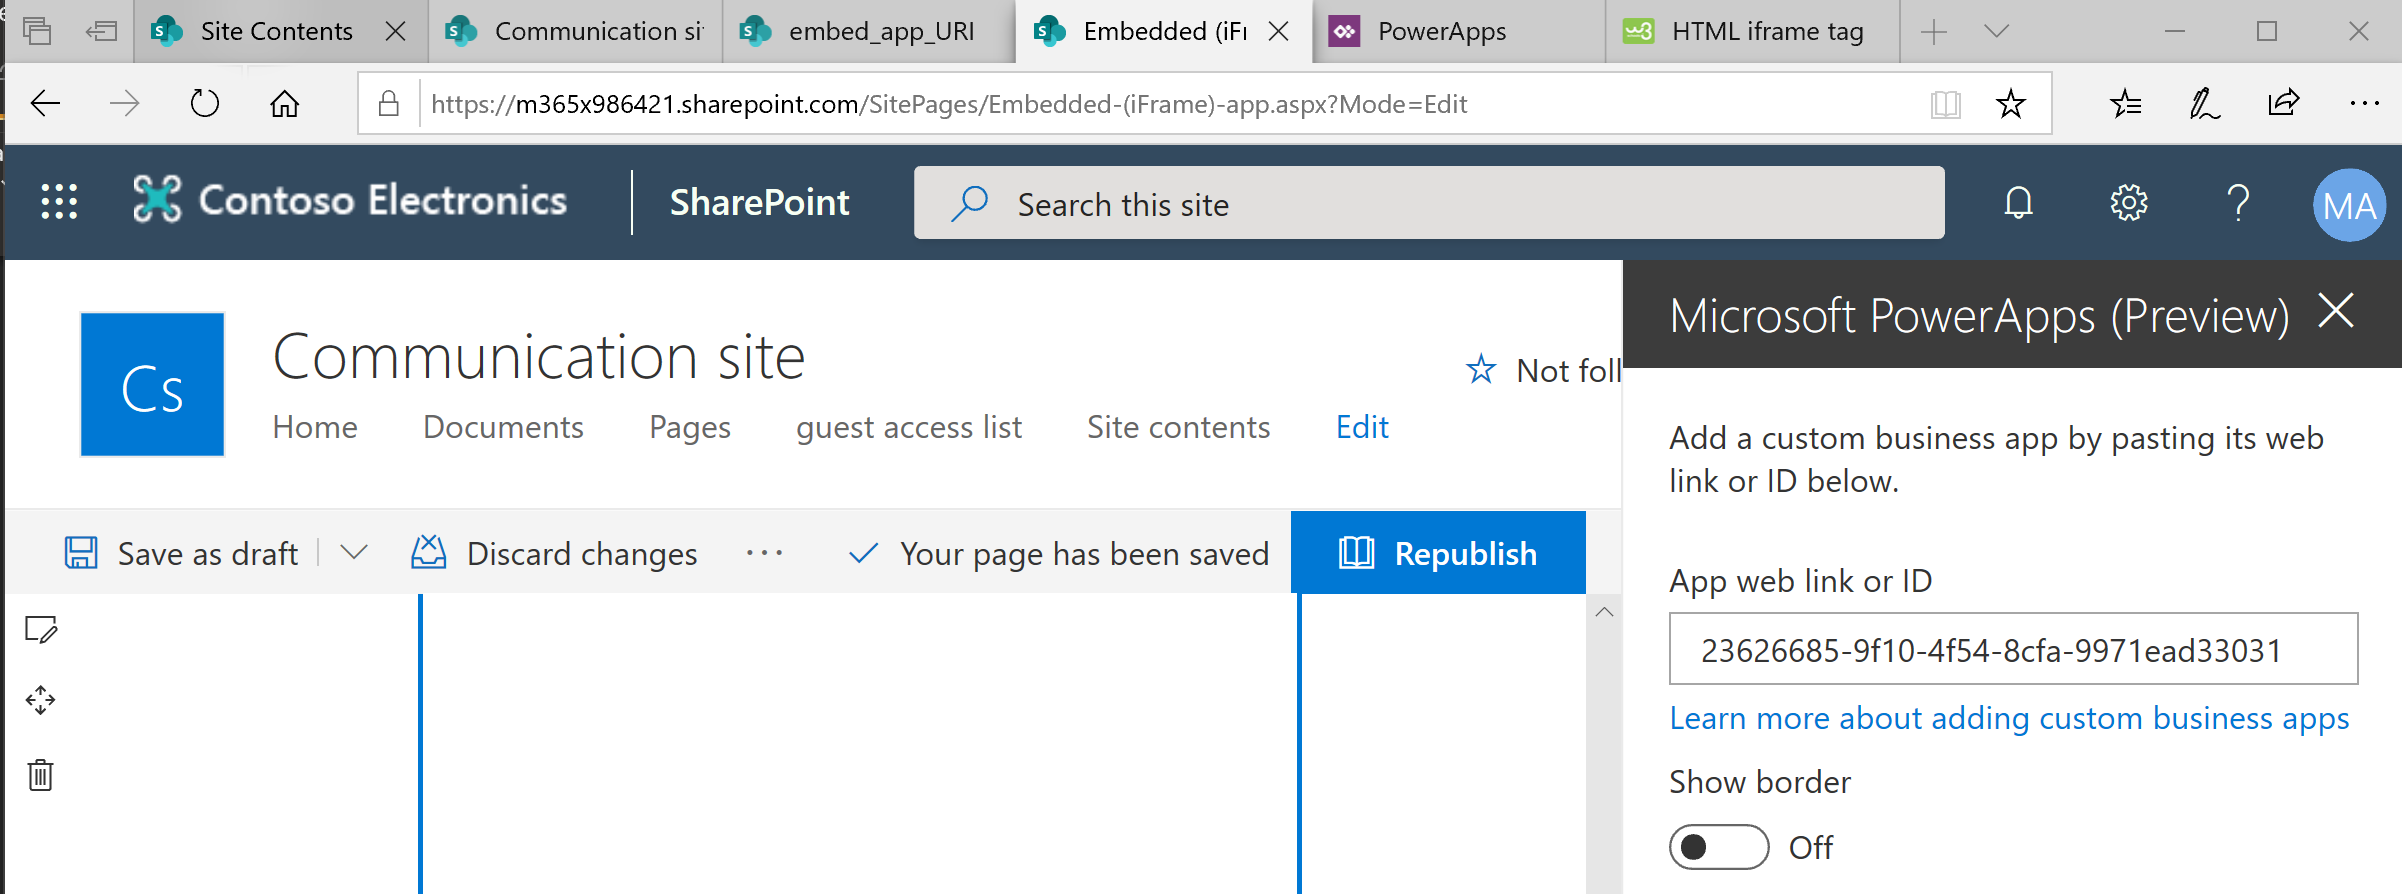 Site Contents
Communication si
embed_app_URI
Embedded (iFr
PowerApps
HTML iframe tag
https://m365x986421.sharepoint.com/SitePages/Embedded-(iFrame)-app.aspx?Mode=Edit
Contoso Electronics
SharePoint
Search this site
MA
Cs
Communication site
Not foll
Home Documents Pages guest access list Site contents Edit
Save as draft
Discard changes
Your page has been saved
Republish
Microsoft PowerApps (Preview)
Add a custom business app by pasting its web
link or ID below.
App web link or ID
23626685-9f10-4f54-8cfa-9971ead33031
Learn more about adding custom business apps
Show border
Off